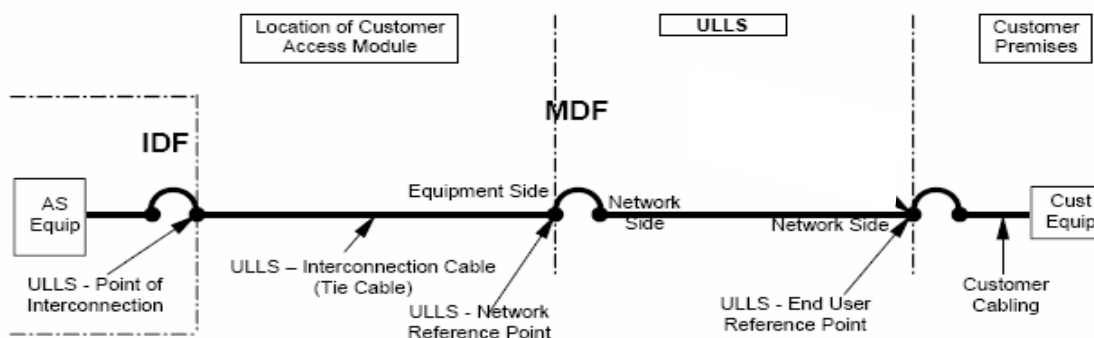 Location of Customer
Access Module
ULLS
Customer
Premises
MDF
IDF
AS
Equip
Equipment Side
Network
Side
Network Side
Cust
Equip
ULLS - Point of
Interconnection
ULLS – Interconnection Cable
(Tie Cable)
ULLS - Network
Reference Point
ULLS - End User
Reference Point
Customer
Cabling